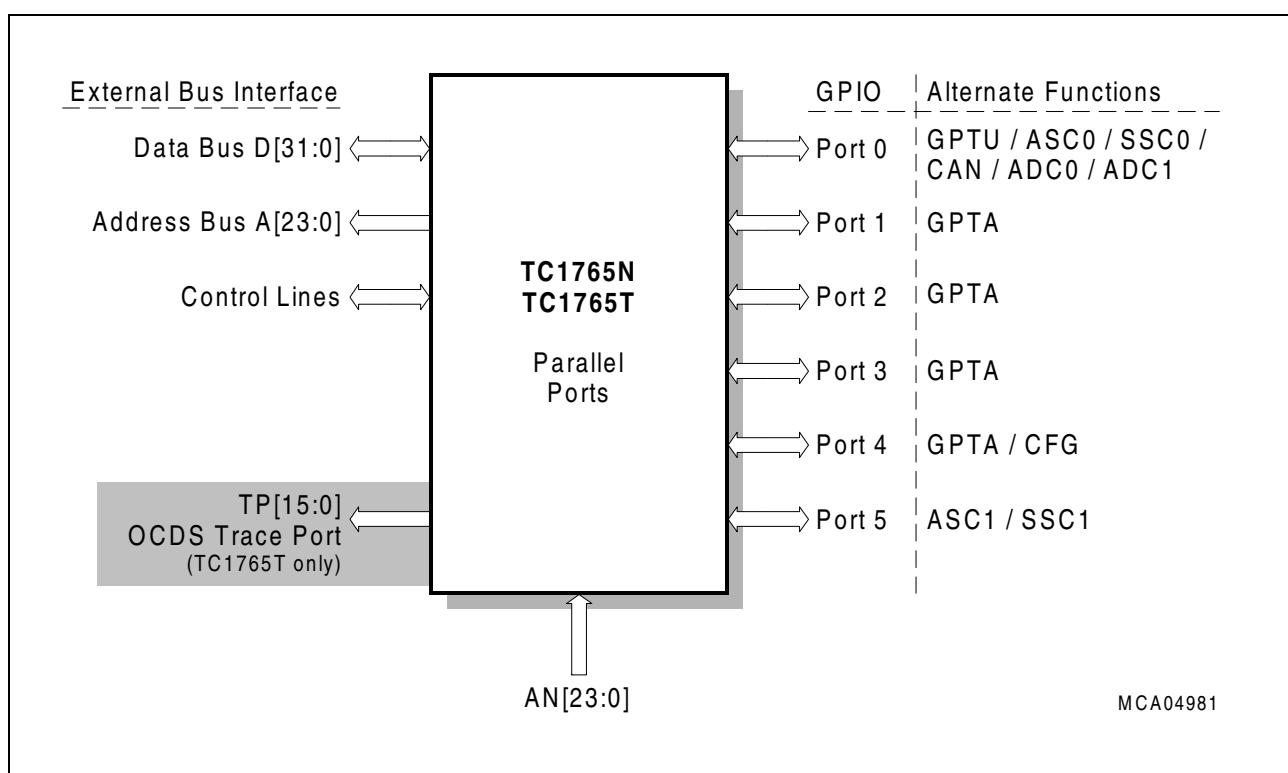 External Bus Interface
Data Bus D[31:0]
Address Bus A[23:0]
Control Lines
TP[15:0]
OCDS Trace Port
(TC1765T only)
TC1765N
TC1765T
Parallel
Ports
AN[23:0]
GPIO Alternate Functions
Port 0 GPTU / ASC0 / SSC0 /
CAN / ADC0 / ADC1
Port 1 GPTA
Port 2 GPTA
Port 3 GPTA
Port 4 GPTA / CFG
Port 5 ASC1 / SSC1
MCA04981